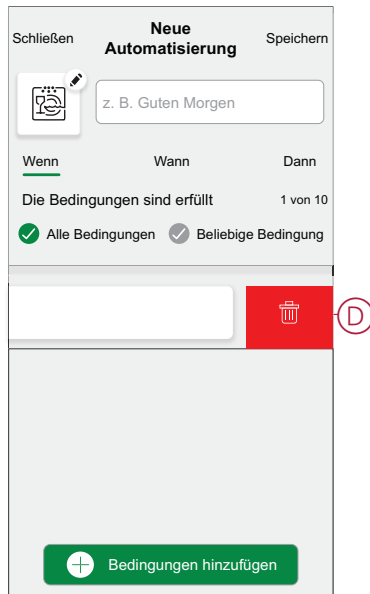 Schließen
Neue Automatisierung
Speichern
z. B. Guten Morgen
Wenn Wann Dann
Die Bedingungen sind erfüllt 1 von 10
Alle Bedingungen Beliebige Bedingung
D
Bedingungen hinzufügen